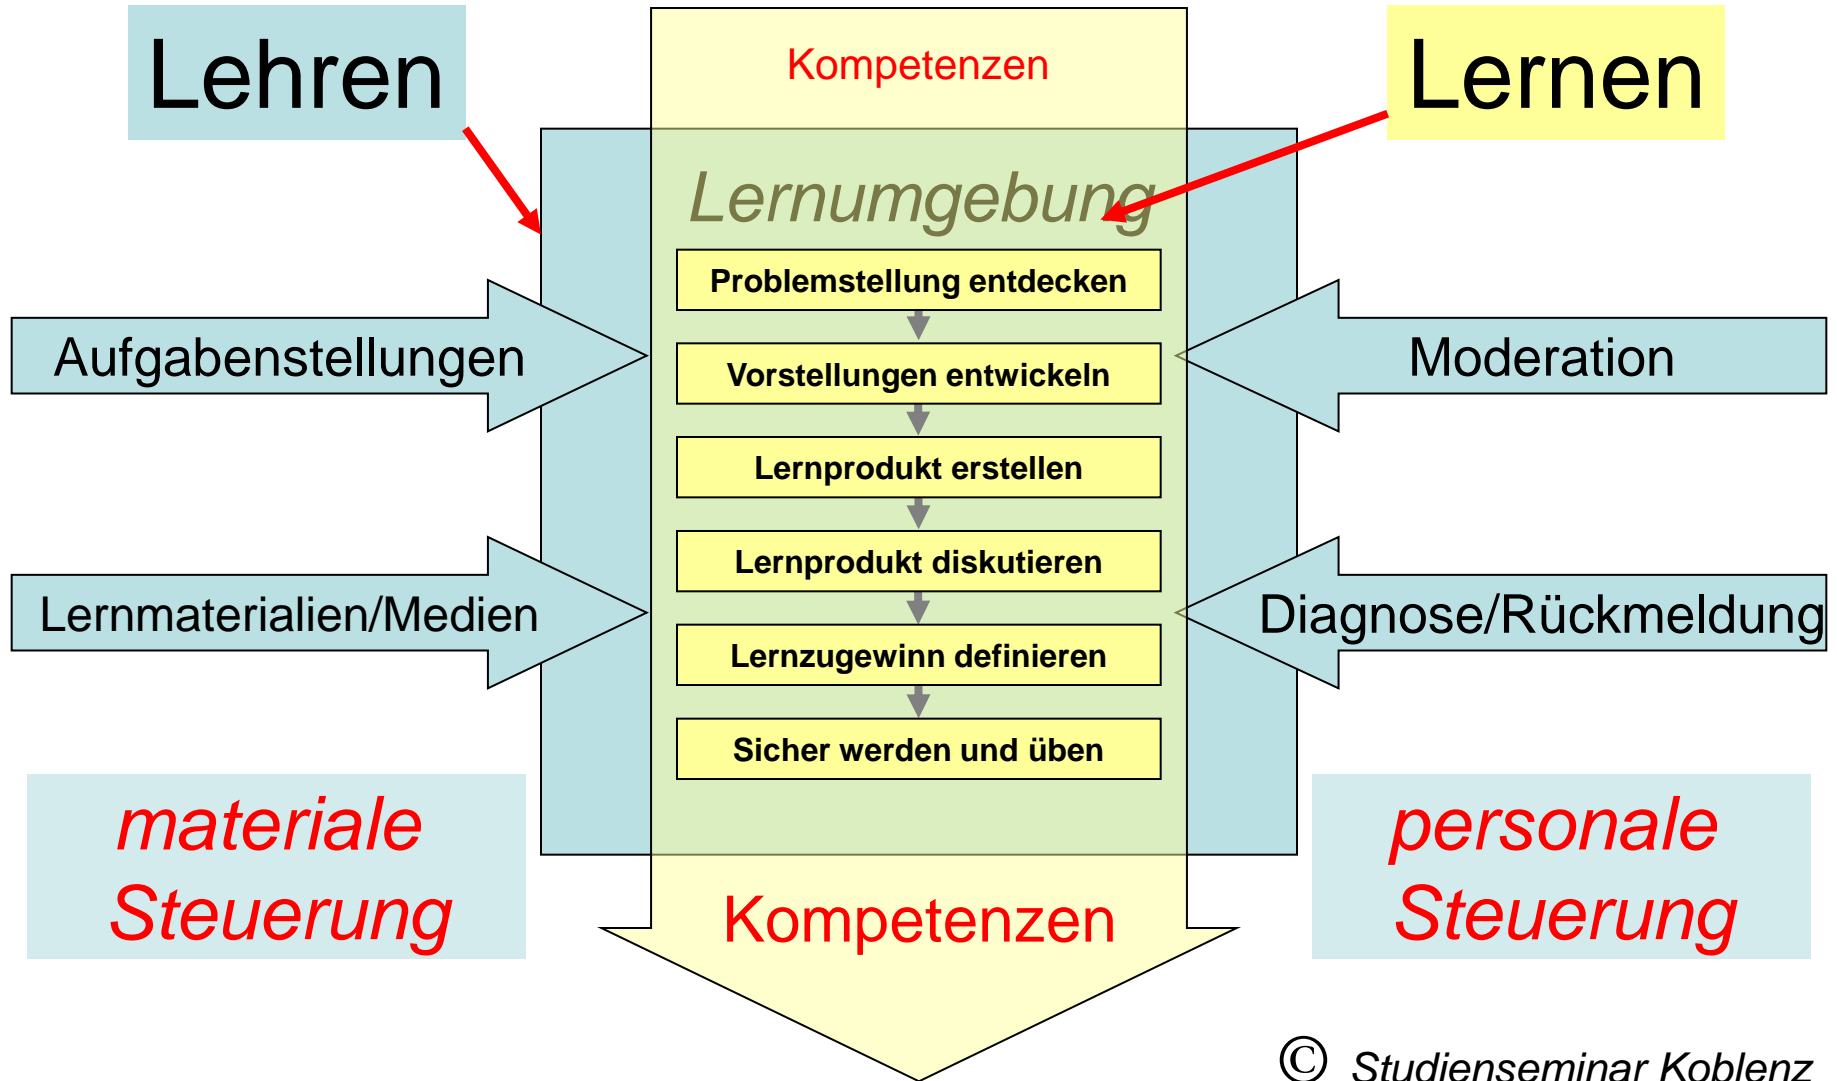 Lehren
Kompetenzen
Lernen
Lernumgebung
Problemstellung entdecken
Aufgabenstellungen
Vorstellungen entwickeln
Moderation
Lernprodukt erstellen
Lernprodukt diskutieren
Lernmaterialien/Medien
Diagnose/Rückmeldung
Lernzugewinn definieren
Sicher werden und üben
materiale
Steuerung
personale
Steuerung
Kompetenzen
© Studienseminar Koblenz